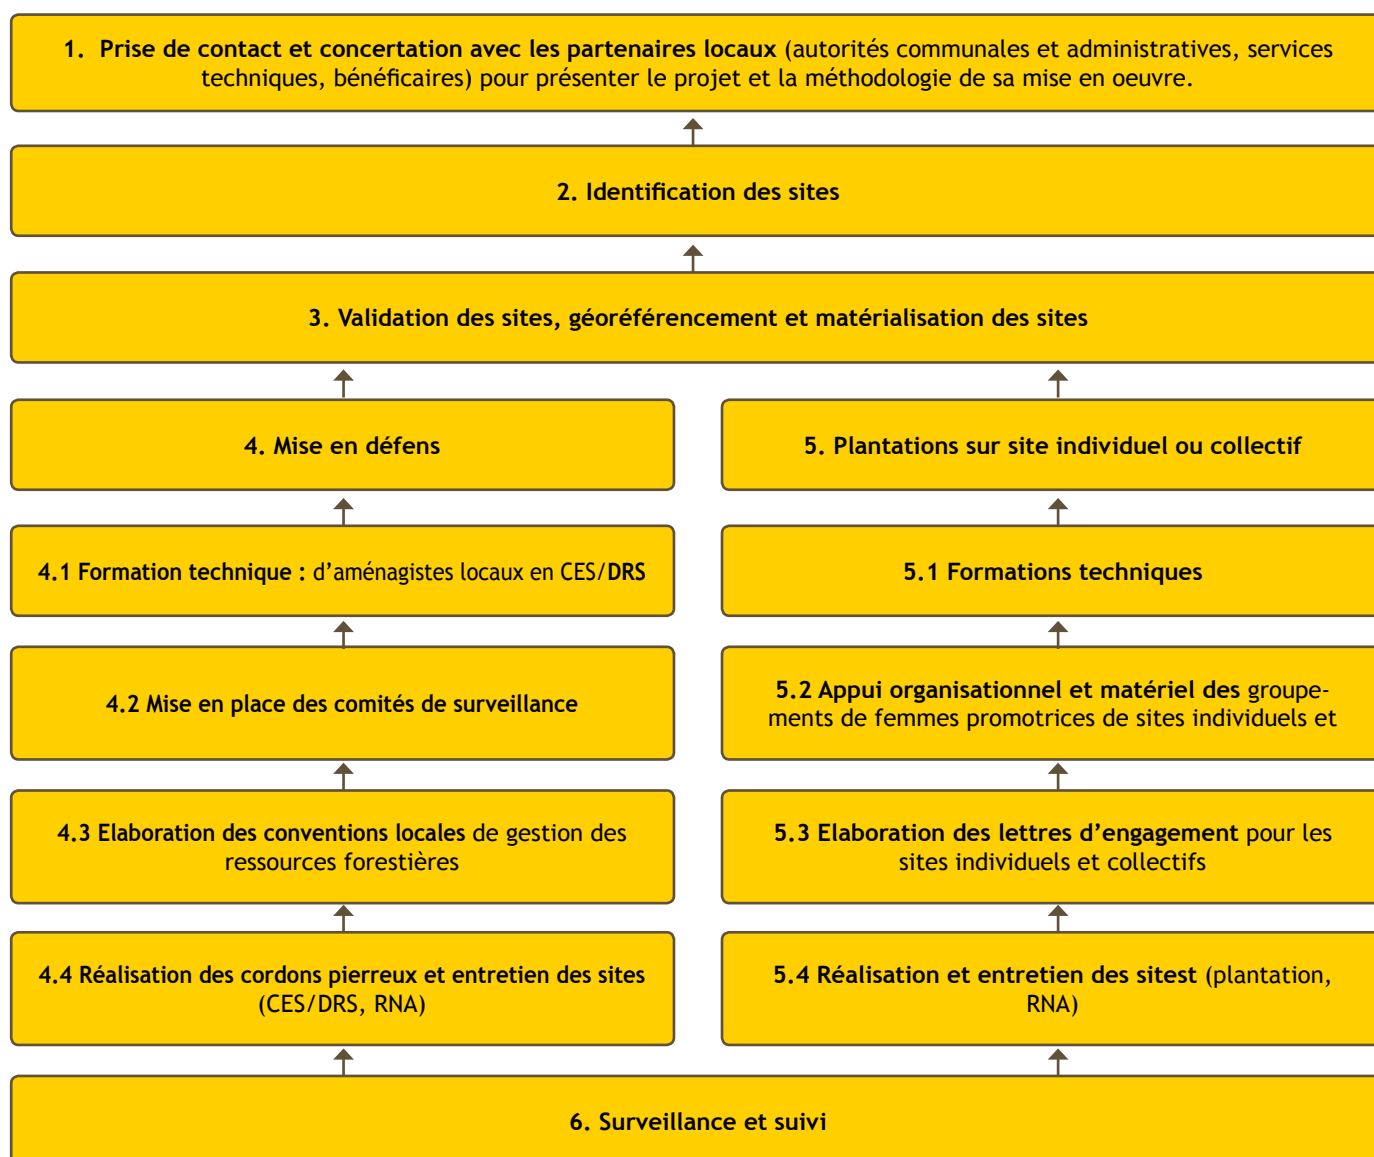 1. Prise de contact et concertation avec les partenaires locaux (autorités communales et administratives, services
techniques, bénéficaires) pour présenter le projet et la méthodologie de sa mise en oeuvre.
2. Identification des sites
3. Validation des sites, géoréférencement et matérialisation des sites
4. Mise en défens
4.1 Formation technique : d’aménagistes locaux en CES/DRS
4.2 Mise en place des comités de surveillance
4.3 Elaboration des conventions locales de gestion des
ressources forestières
4.4 Réalisation des cordons pierreux et entretien des sites
(CES/DRS, RNA)
5. Plantations sur site individuel ou collectif
5.1 Formations techniques
5.2 Appui organisationnel et matériel des groupe-
ments de femmes promotrices de sites individuels et
5.3 Elaboration des lettres d’engagement pour les
sites individuels et collectifs
5.4 Réalisation et entretien des sitest (plantation,
RNA)
6. Surveillance et suivi